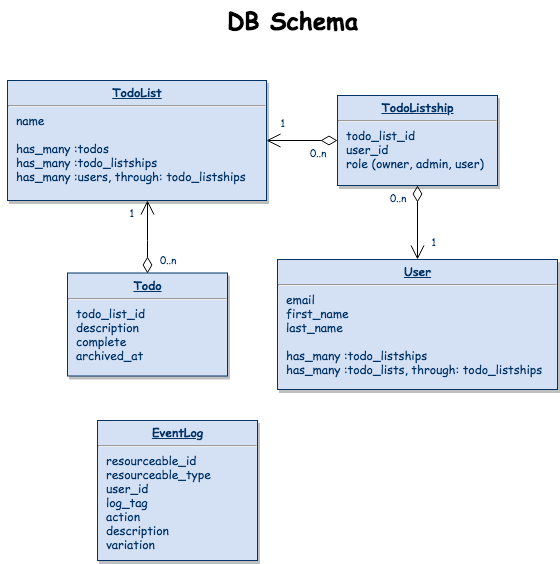 DB Schema
TodoList
name
has_many :todos
has_many :todo_listships
has_many :users, through: todo_listships
TodoListship
todo_list_id
user_id
role (owner, admin, user)
1
0..n
0..n
1
1
0..n
Todo
todo_list_id
description
complete
archived_at
User
email
first_name
last_name
has_many :todo_listships
has_many :todo_lists, through: todo_listships
EventLog
resourceable_id
resourceable_type
user_id
log_tag
action
description
variation